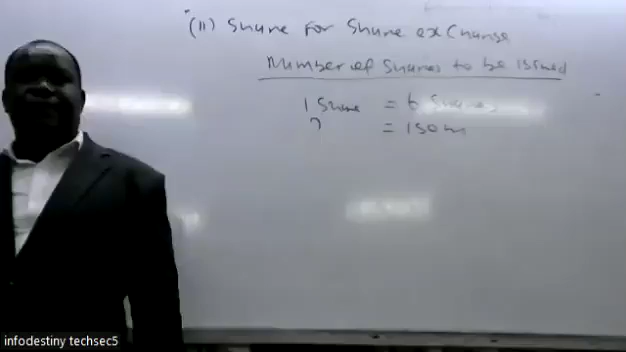 (ii) Share for share exchange
Number of shares to be issued
1 share = 6 shares
? = 150m
infodestiny techsec5